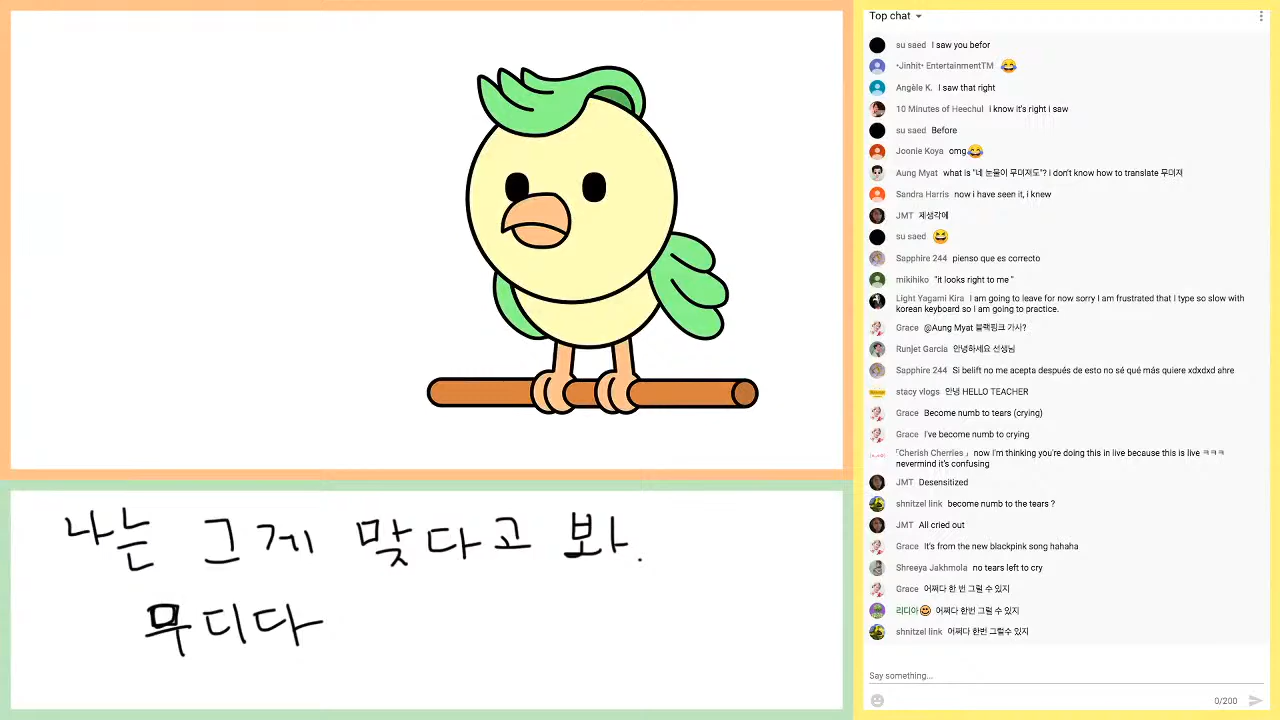 나는 그게 맞다고 봐.
무디다
Top chat
su saed I saw you befor
•Jinhit• EntertainmentTM 😂
Angèle K. I saw that right
10 Minutes of Heechul i know it's right i saw
su saed Before
Joonie Koya omg😂
Aung Myat what is "네 눈물이 무뎌져도"? i don't know how to translate 무뎌져
Sandra Harris now i have seen it, i knew
JMT 제생각에
su saed 😆
Sapphire 244 pienso que es correcto
mikihiko "it looks right to me "
Light Yagami Kira I am going to leave for now sorry I am frustrated that I type so slow with
korean keyboard so I am going to practice.
Grace @Aung Myat 블랙핑크 가사?
Runjet Garcia 안녕하세요 선생님
Sapphire 244 Si belift no me acepta después de esto no sé qué más quiere xdxdxd ahre
stacy vlogs 안녕 HELLO TEACHER
Grace Become numb to tears (crying)
Grace I've become numb to crying
「Cherish Cherries」 now I'm thinking you're doing this in live because this is live ㅋㅋㅋ
nevermind it's confusing
JMT Desensitized
shnitzel link become numb to the tears ?
JMT All cried out
Grace It's from the new blackpink song hahaha
Shreeya Jakhmola no tears left to cry
Grace 어쩌다 한 번 그럴 수 있지
리디아😊 어쩌다 한번 그럴 수 있지
shnitzel link 어쩌다 한번 그럴수 있지
Say something...
0/200